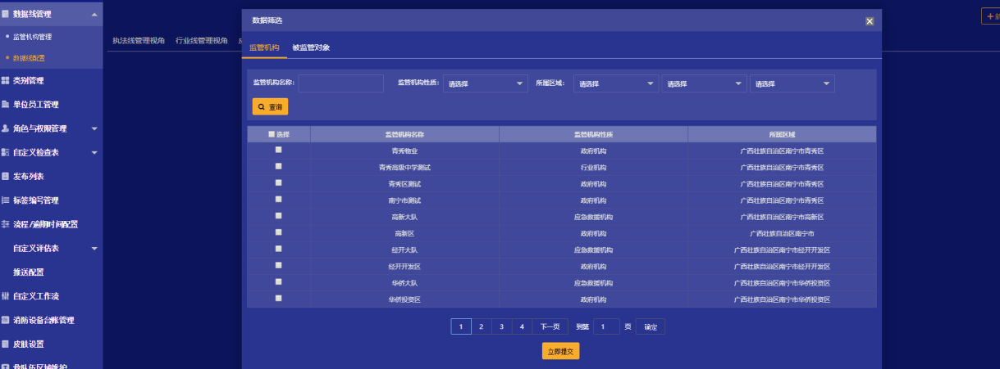 数据线管理
监管机构管理
数据线配置
类别管理
单位员工管理
角色与权限管理
自定义检查表
发布列表
标签编号管理
流程/逾期时间配置
自定义评估表
推送配置
自定义工作流
消防设备台账管理
皮肤设置
执法线管理视角 行业线管理视角
数据筛选
监管机构 被监管对象
监管机构名称: 监管机构性质: 请选择 所属区域: 请选择 请选择 请选择
查询
选择 监管机构名称 监管机构性质 所属区域
青秀物业 政府机构 广西壮族自治区南宁市青秀区
青秀高级中学测试 行业机构 广西壮族自治区南宁市青秀区
青秀区测试 政府机构 广西壮族自治区南宁市青秀区
南宁市测试 政府机构 广西壮族自治区南宁市青秀区
高新大队 应急救援机构 广西壮族自治区南宁市高新区
高新区 政府机构 广西壮族自治区南宁市
经开大队 应急救援机构 广西壮族自治区南宁市经开开发区
经开开发区 政府机构 广西壮族自治区南宁市经开开发区
华侨大队 应急救援机构 广西壮族自治区南宁市华侨投资区
华侨投资区 政府机构 广西壮族自治区南宁市华侨投资区
1 2 3 4 下一页 到第 1 页 确定
立即提交